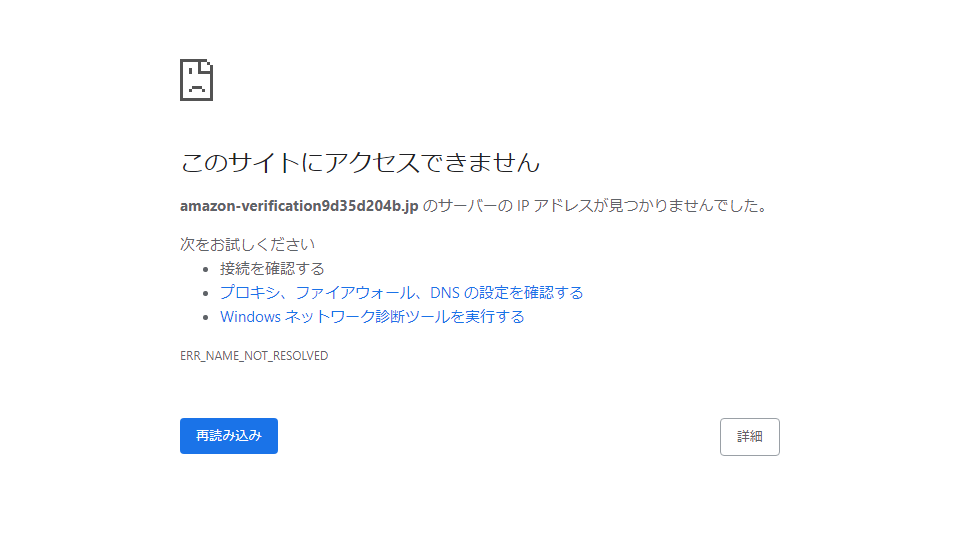 このサイトにアクセスできません
amazon-verification9d35d204b.jp のサーバーの IP アドレスが見つかりませんでした。
次をお試しください
接続を確認する
プロキシ、ファイアウォール、DNS の設定を確認する
Windows ネットワーク診断ツールを実行する
ERR_NAME_NOT_RESOLVED
再読み込み
詳細